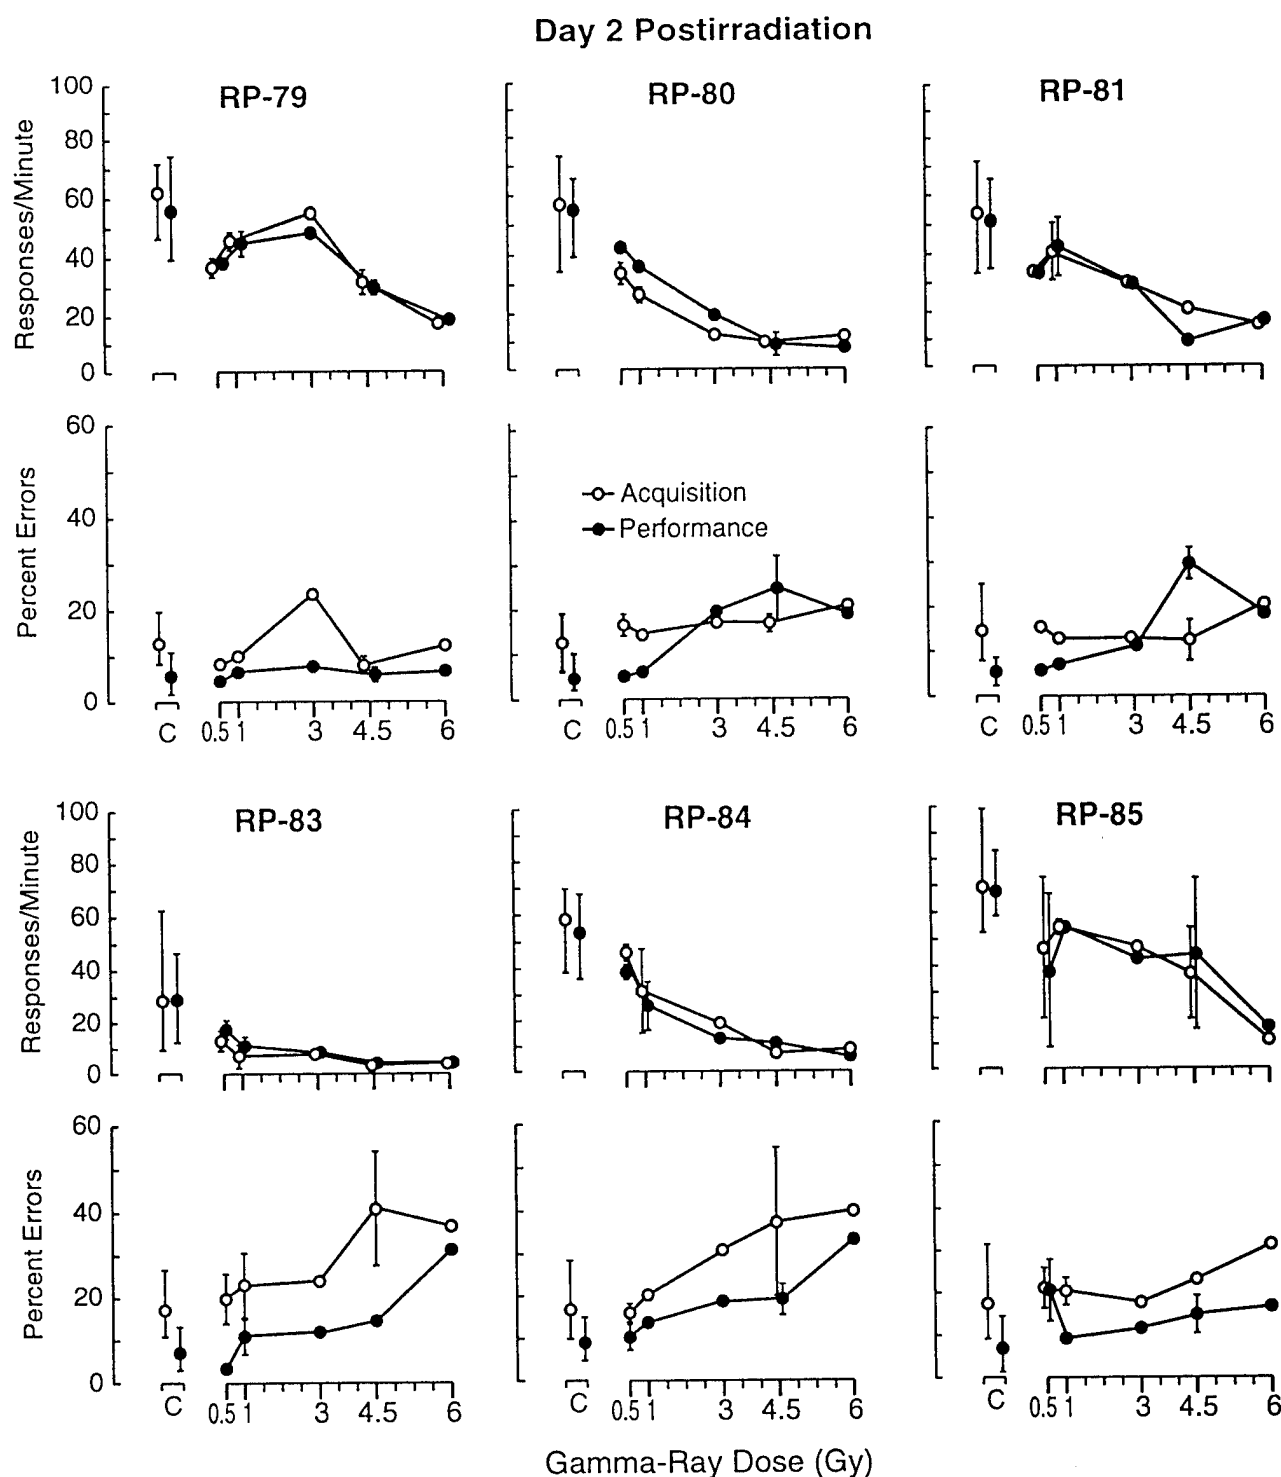 Day 2 Postirradiation
RP-79
RP-80
RP-81
Responses/Minute
100
80
60
40
20
0
Percent Errors
60
40
20
0
Acquisition
Performance
C 0.5 1 3 4.5 6
C 0.5 1 3 4.5 6
C 0.5 1 3 4.5 6
RP-83
RP-84
RP-85
Responses/Minute
100
80
60
40
20
0
Percent Errors
60
40
20
0
C 0.5 1 3 4.5 6
C 0.5 1 3 4.5 6
C 0.5 1 3 4.5 6
Gamma-Ray Dose (Gy)